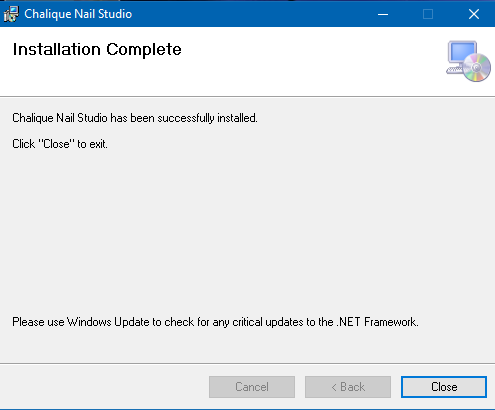 Chalique Nail Studio
Installation Complete
Chalique Nail Studio has been successfully installed.
Click "Close" to exit.
Please use Windows Update to check for any critical updates to the .NET Framework.
Cancel
< Back
Close